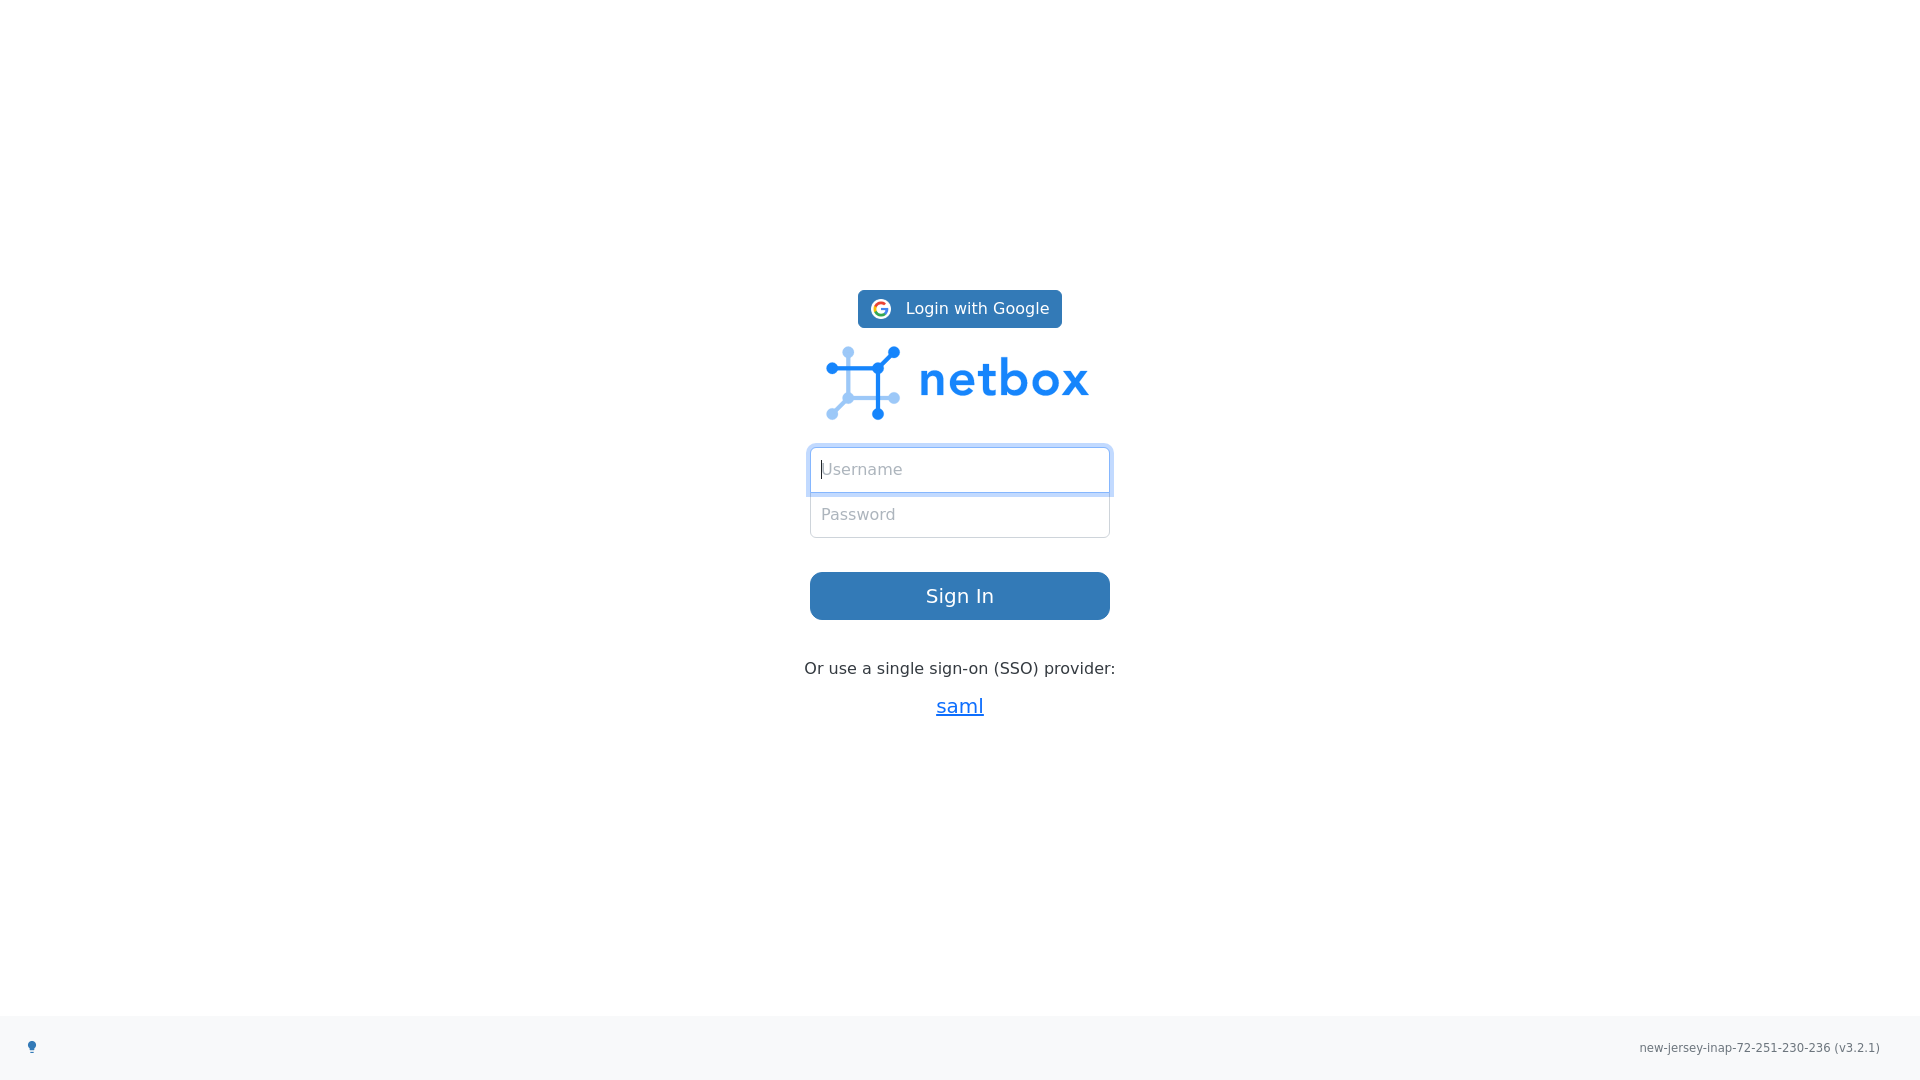 Login with Google
netbox
Username
Password
Sign In
Or use a single sign-on (SSO) provider:
saml
new-jersey-inap-72-251-230-236 (v3.2.1)